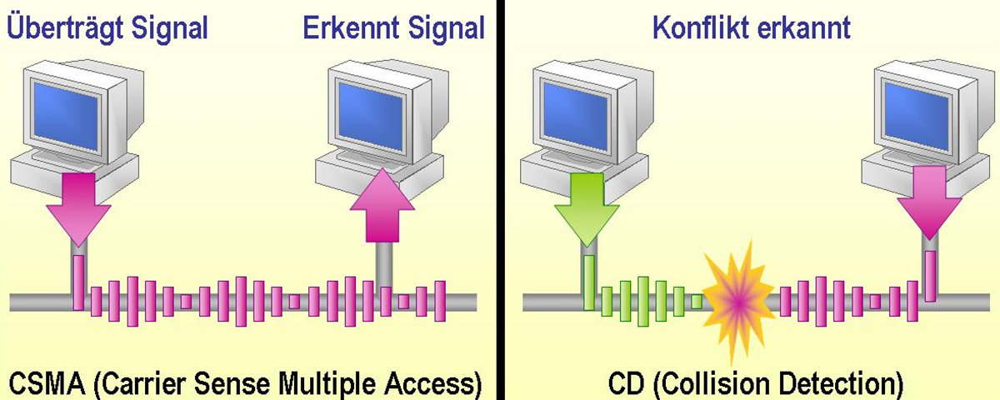 Überträgt Signal
Erkennt Signal
CSMA (Carrier Sense Multiple Access)
Konflikt erkannt
CD (Collision Detection)